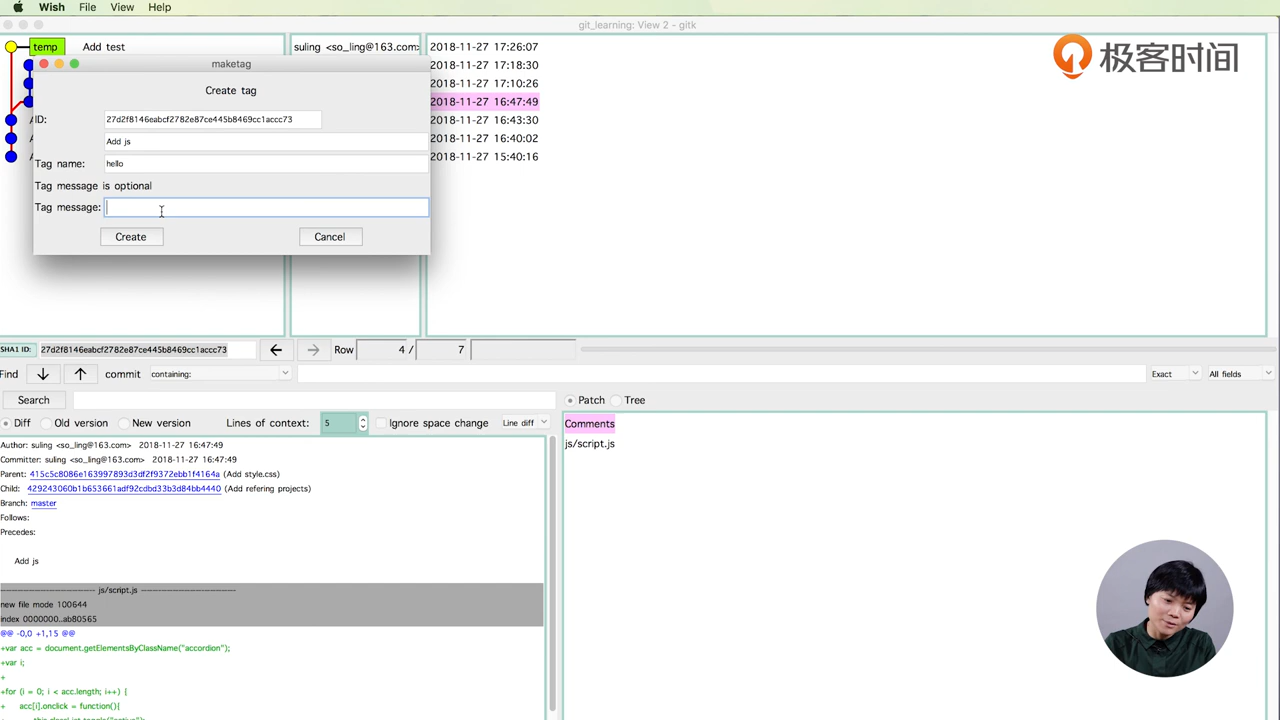 Wish File View Help
git_learning: View 2 - gitk
temp Add test
suling <so_ling@163.com>
2018-11-27 17:26:07
2018-11-27 17:18:30
2018-11-27 17:10:26
2018-11-27 16:47:49
2018-11-27 16:43:30
2018-11-27 16:40:02
2018-11-27 15:40:16
极客时间
maketag
Create tag
ID: 27d2f8146eabcf2782e87ce445b8469cc1accc73
Add js
Tag name: hello
Tag message is optional
Tag message:
Create Cancel
SHA1 ID: 27d2f8146eabcf2782e87ce445b8469cc1accc73 Row 4 / 7
Find commit containing: Exact All fields
Search
Patch Tree
Diff Old version New version Lines of context: 5 Ignore space change Line diff
Comments
js/script.js
Author: suling <so_ling@163.com> 2018-11-27 16:47:49
Committer: suling <so_ling@163.com> 2018-11-27 16:47:49
Parent: 415c5c8086e163997893d3df2f9372ebb1f4164a (Add style.css)
Child: 429243060b1b653661adf92cdbd33b3d84bb4440 (Add refering projects)
Branch: master
Follows:
Precedes:
Add js
js/script.js
new file mode 100644
index 0000000..ab80565
@@ -0,0 +1,15 @@
+var acc = document.getElementsByClassName("accordion");
+var i;
+
+for (i = 0; i < acc.length; i++) {
+ acc[i].onclick = function(){